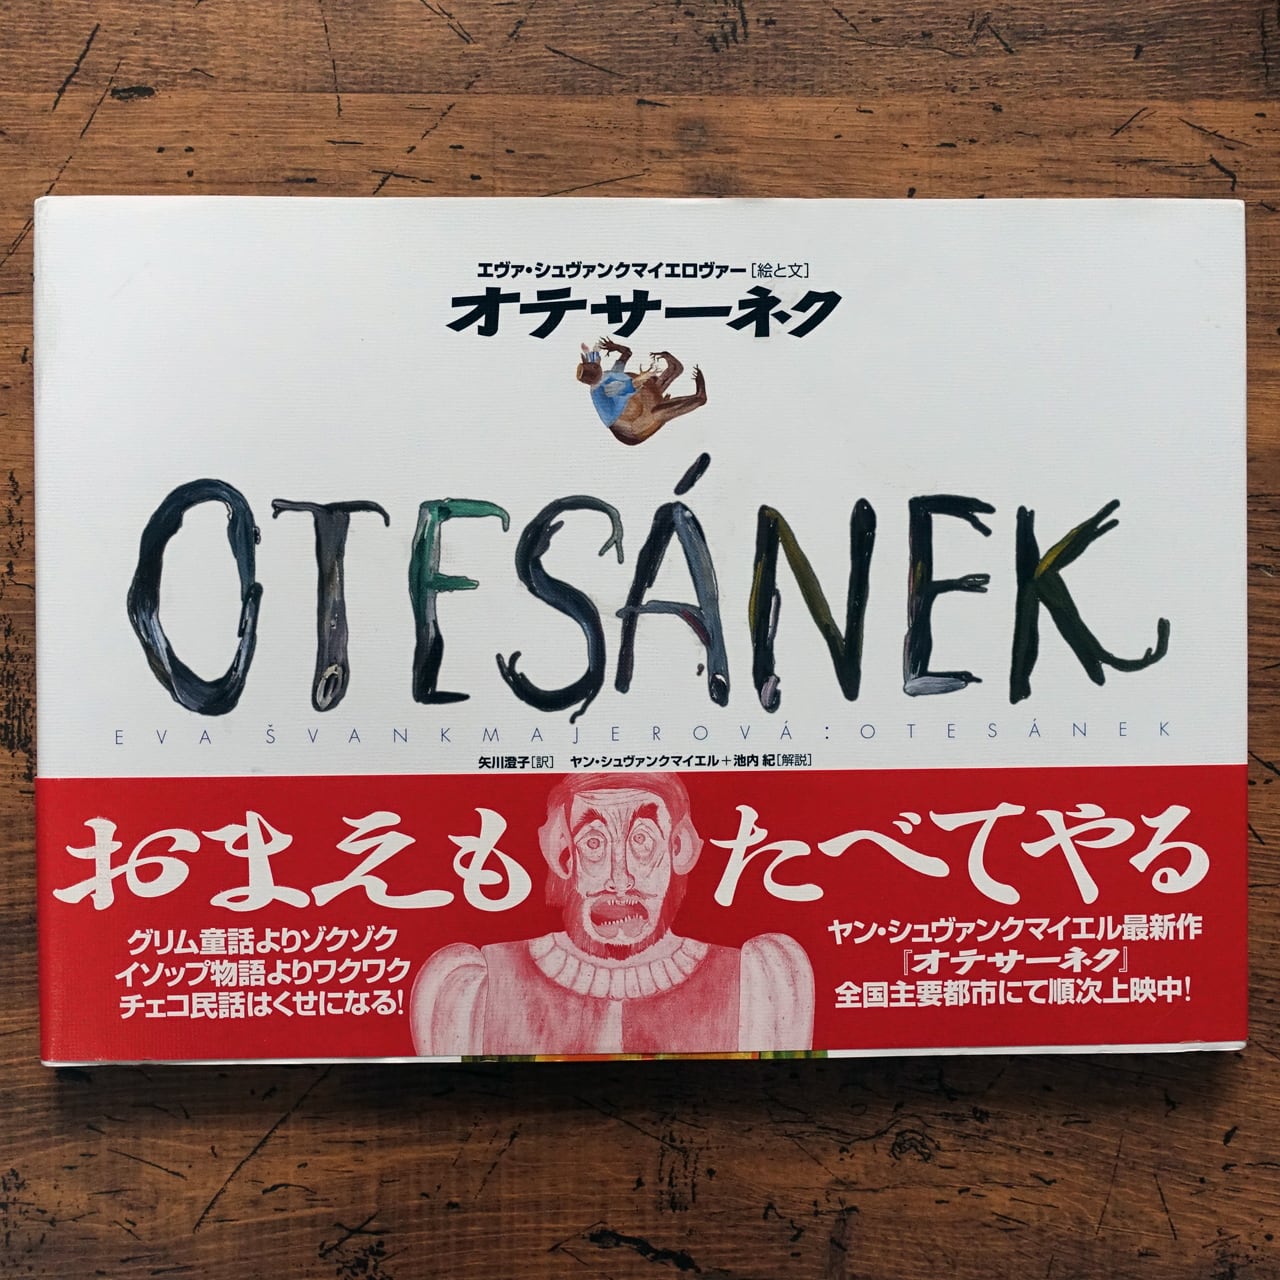 エヴァ・シュヴァンクマイエロヴァー[絵と文]
オテサーネク
OTESÁNEK
EVA ŠVANKMAJEROVÁ:OTESÁNEK
矢川澄子[訳] ヤン・シュヴァンクマイエル+池内 紀[解説]
おまえも たべてやる
グリム童話よりゾクゾク
イソップ物語よりワクワク
チェコ民話はくせになる!
ヤン・シュヴァンクマイエル最新作
『オテサーネク』
全国主要都市にて順次上映中!